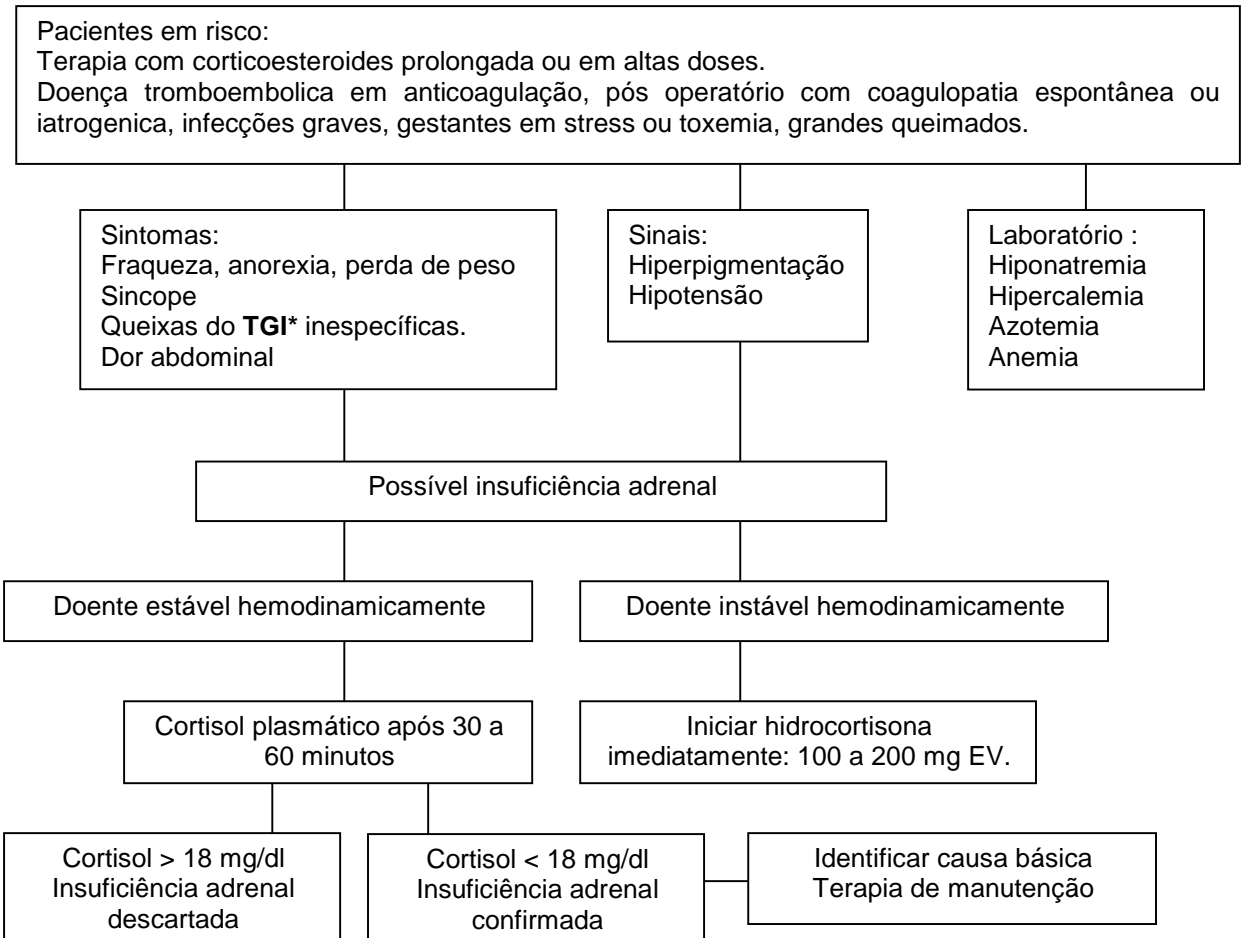 Pacientes em risco:
Terapia com corticoesteroides prolongada ou em altas doses.
Doença tromboembolica em anticoagulação, pós operatório com coagulopatia espontânea ou
iatrogenica, infecções graves, gestantes em stress ou toxemia, grandes queimados.
Sintomas:
Fraqueza, anorexia, perda de peso
Sincope
Queixas do TGI* inespecíficas.
Dor abdominal
Sinais:
Hiperpigmentação
Hipotensão
Laboratório :
Hiponatremia
Hipercalemia
Azotemia
Anemia
Possível insuficiência adrenal
Doente estável hemodinamicamente
Doente instável hemodinamicamente
Cortisol plasmático após 30 a
60 minutos
Iniciar hidrocortisona
imediatamente: 100 a 200 mg EV.
Cortisol > 18 mg/dl
Insuficiência adrenal
descartada
Cortisol < 18 mg/dl
Insuficiência adrenal
confirmada
Identificar causa básica
Terapia de manutenção